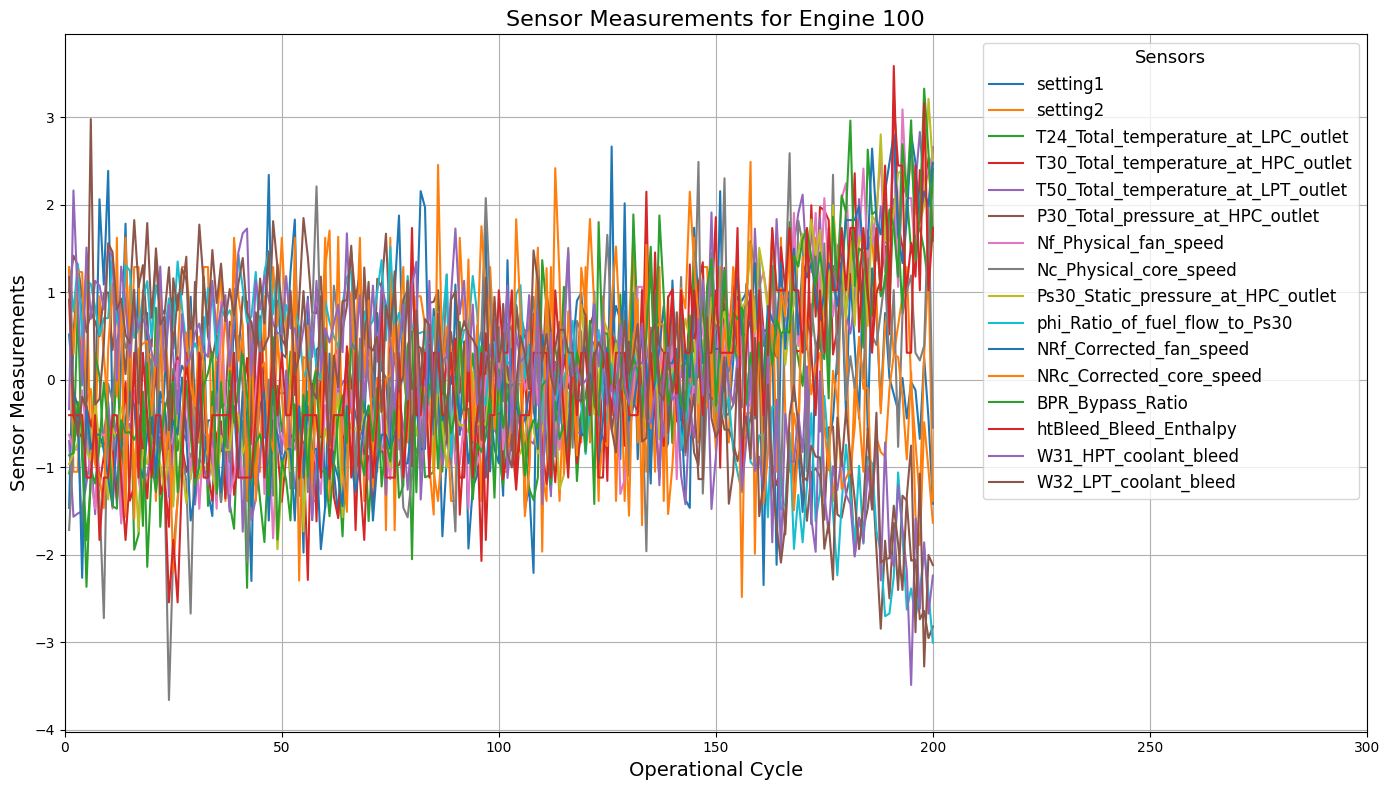 Sensor Measurements for Engine 100
Sensor Measurements
3
2
1
0
−1
−2
−3
−4
0
50
100
150
200
250
300
Operational Cycle
Sensors
setting1
setting2
T24_Total_temperature_at_LPC_outlet
T30_Total_temperature_at_HPC_outlet
T50_Total_temperature_at_LPT_outlet
P30_Total_pressure_at_HPC_outlet
Nf_Physical_fan_speed
Nc_Physical_core_speed
Ps30_Static_pressure_at_HPC_outlet
phi_Ratio_of_fuel_flow_to_Ps30
NRf_Corrected_fan_speed
NRc_Corrected_core_speed
BPR_Bypass_Ratio
htBleed_Bleed_Enthalpy
W31_HPT_coolant_bleed
W32_LPT_coolant_bleed